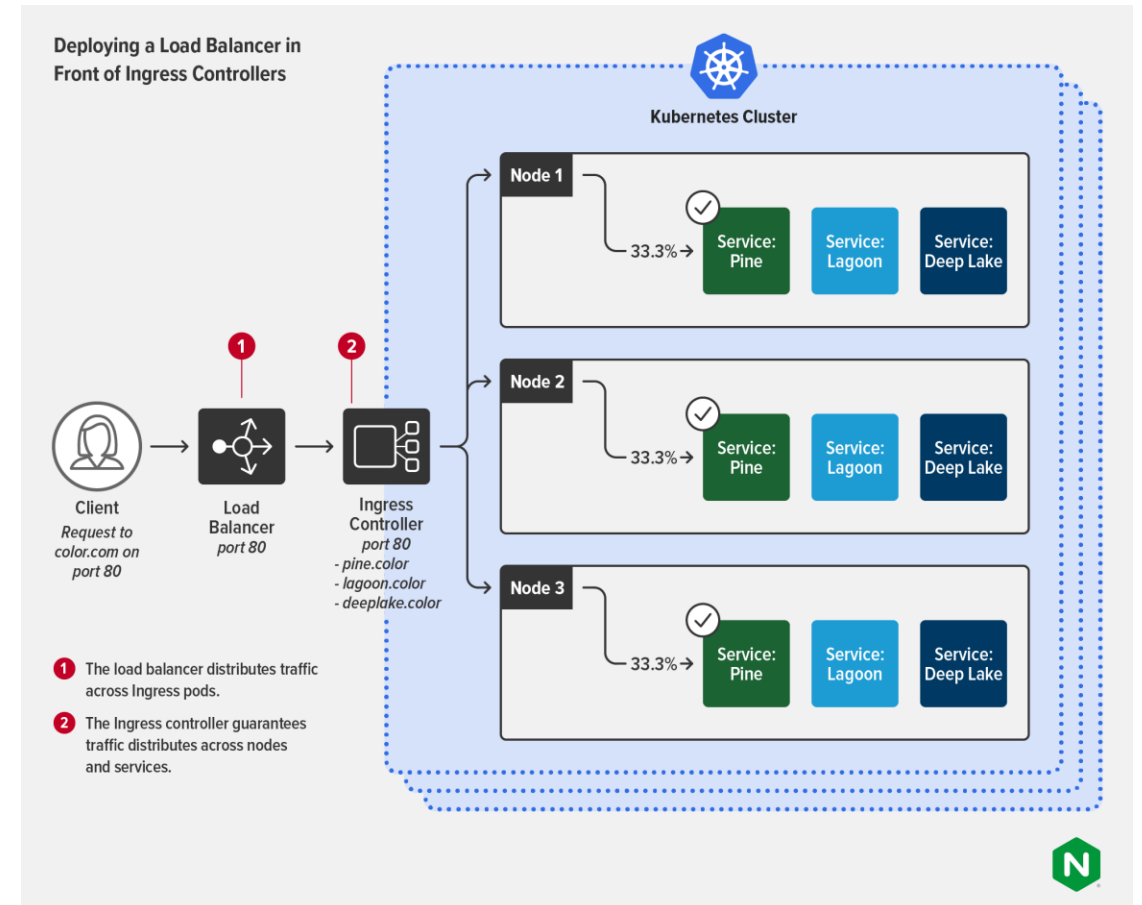 Deploying a Load Balancer in
Front of Ingress Controllers
Kubernetes Cluster
Node 1
33.3%
Service:
Pine
Service:
Lagoon
Service:
Deep Lake
Node 2
33.3%
Service:
Pine
Service:
Lagoon
Service:
Deep Lake
Node 3
33.3%
Service:
Pine
Service:
Lagoon
Service:
Deep Lake
1
2
Client
Request to
color.com on
port 80
Load
Balancer
port 80
Ingress
Controller
port 80
- pine.color
- lagoon.color
- deeplake.color
1 The load balancer distributes traffic
across Ingress pods.
2 The Ingress controller guarantees
traffic distributes across nodes
and services.
N